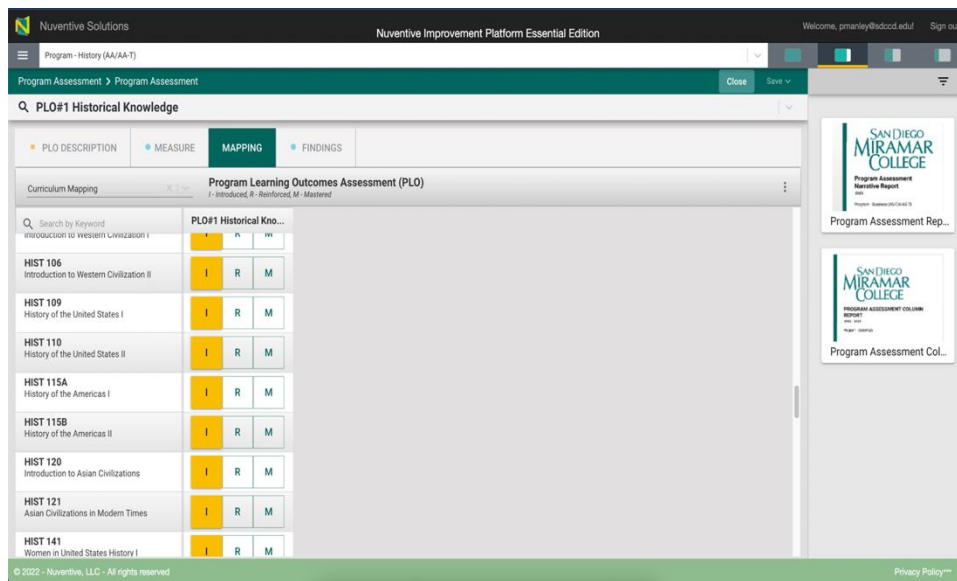 Nuventive Solutions
Nuventive Improvement Platform Essential Edition
Welcome, pmanley@sdccd.edu! Sign ou
Program - History (AA/AA-T)
Program Assessment > Program Assessment
Close Save
PLO#1 Historical Knowledge
PLO DESCRIPTION MEASURE MAPPING FINDINGS
Curriculum Mapping
Program Learning Outcomes Assessment (PLO)
I - Introduced, R - Reinforced, M - Mastered
Search by Keyword
PLO#1 Historical Kno...
Introduction to Western Civilization I
I R M
HIST 106
Introduction to Western Civilization II
I R M
HIST 109
History of the United States I
I R M
HIST 110
History of the United States II
I R M
HIST 115A
History of the Americas I
I R M
HIST 115B
History of the Americas II
I R M
HIST 120
Introduction to Asian Civilizations
I R M
HIST 121
Asian Civilizations in Modern Times
I R M
HIST 141
Women in United States History I
I R M
SAN DIEGO
MIRAMAR
COLLEGE
Program Assessment
Narrative Report
Program Assessment Rep...
SAN DIEGO
MIRAMAR
COLLEGE
PROGRAM ASSESSMENT COLUMN
REPORT
Program Assessment Col...
© 2022 - Nuventive, LLC - All rights reserved
Privacy Policy***